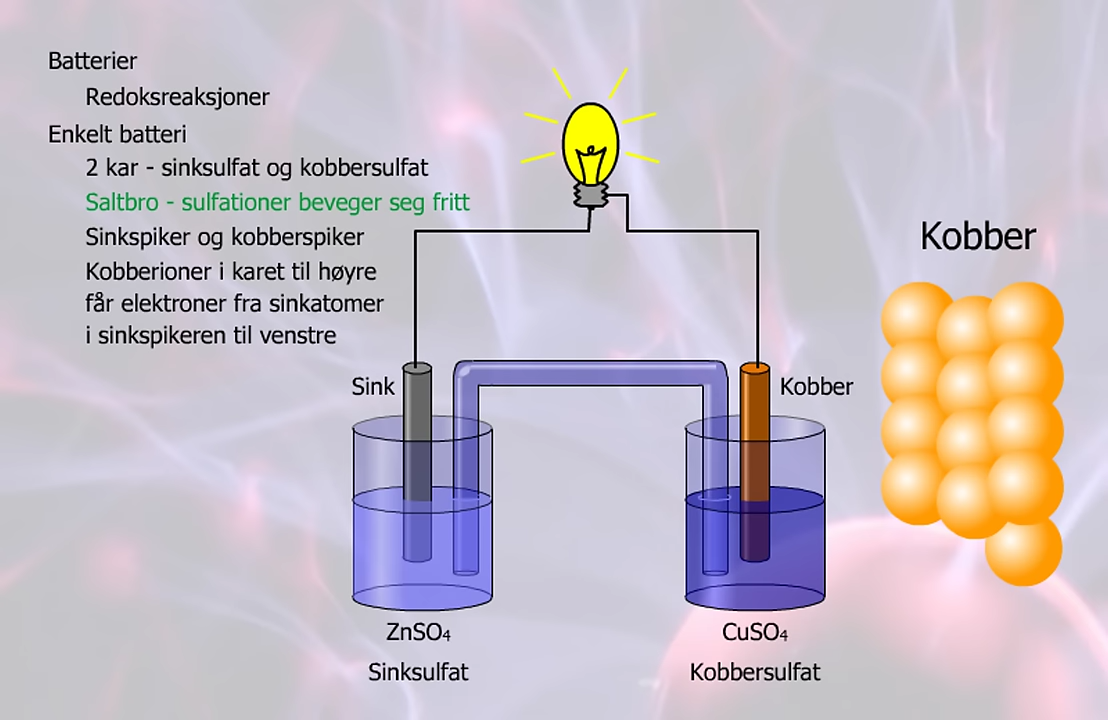 Batterier
Redoksreaksjoner
Enkelt batteri
2 kar - sinksulfat og kobbersulfat
Saltbro - sulfationer beveger seg fritt
Sinkspiker og kobberspiker
Kobberioner i karet til høyre
får elektroner fra sinkatomer
i sinkspikeren til venstre
Kobber
Sink
Kobber
ZnSO₄
Sinksulfat
CuSO₄
Kobbersulfat